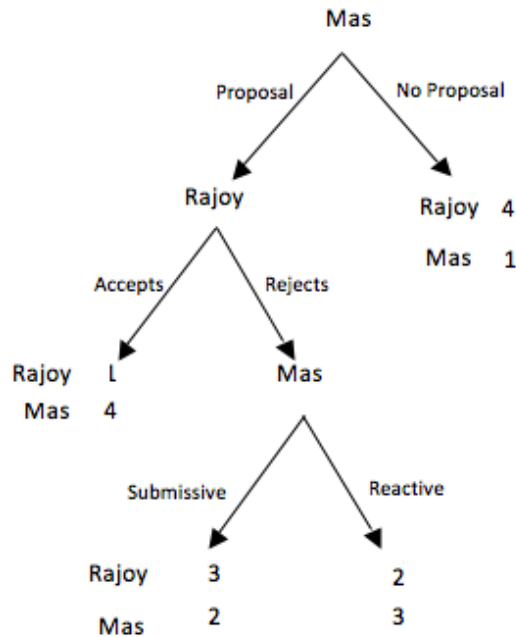 Mas
Proposal No Proposal
Rajoy
Rajoy 4
Mas 1
Accepts Rejects
Rajoy 1
Mas 4
Mas
Submissive Reactive
Rajoy 3 2
Mas 2 3